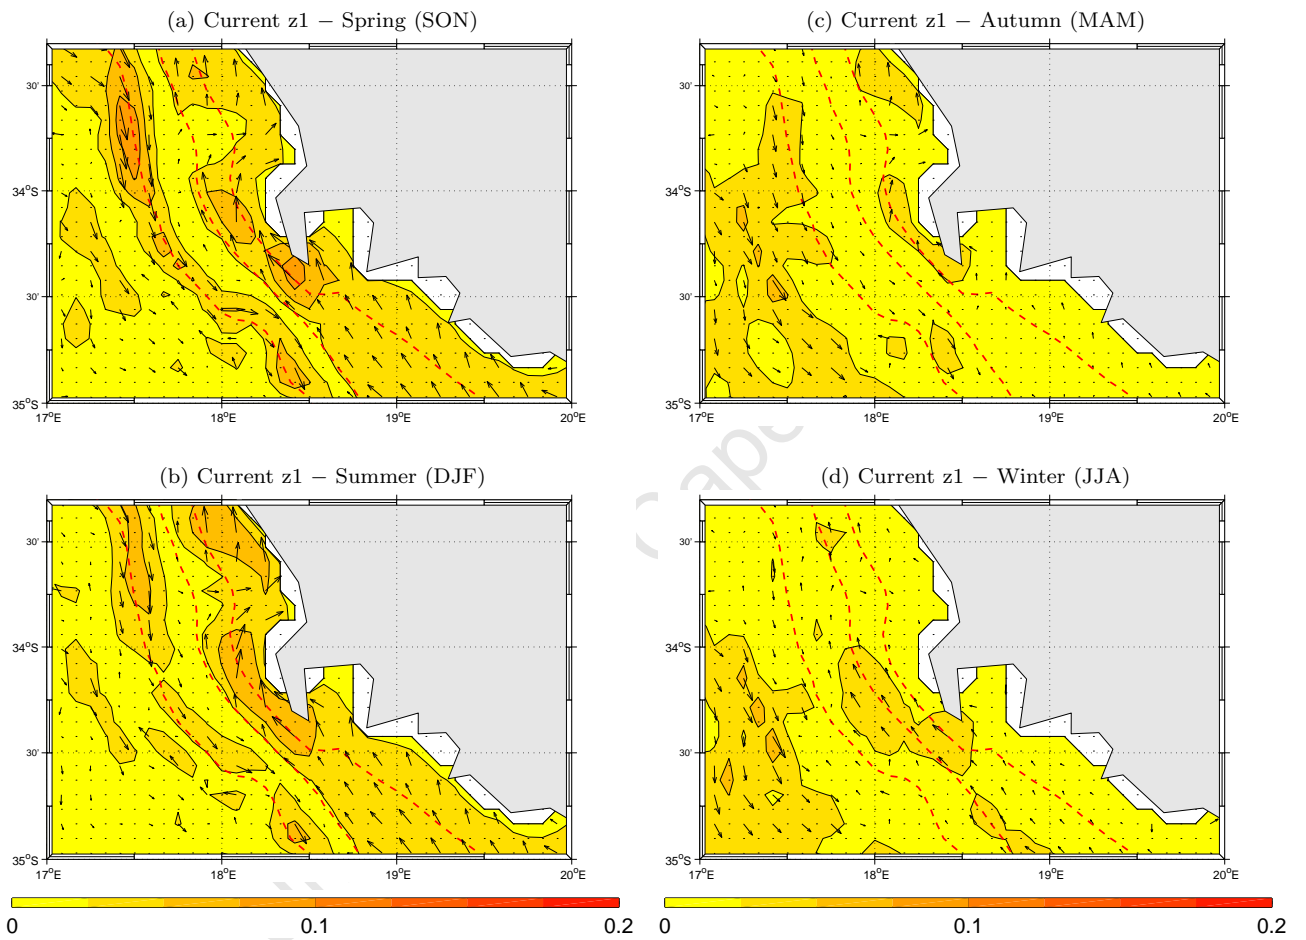 (a) Current z1 − Spring (SON)
30'
34°S
30'
35°S
17°E 18°E 19°E 20°E
(c) Current z1 − Autumn (MAM)
30'
34°S
30'
35°S
17°E 18°E 19°E 20°E
Cape
(b) Current z1 − Summer (DJF)
30'
34°S
30'
35°S
17°E 18°E 19°E 20°E
(d) Current z1 − Winter (JJA)
30'
34°S
30'
35°S
17°E 18°E 19°E 20°E
0 0.1 0.2
0 0.1 0.2